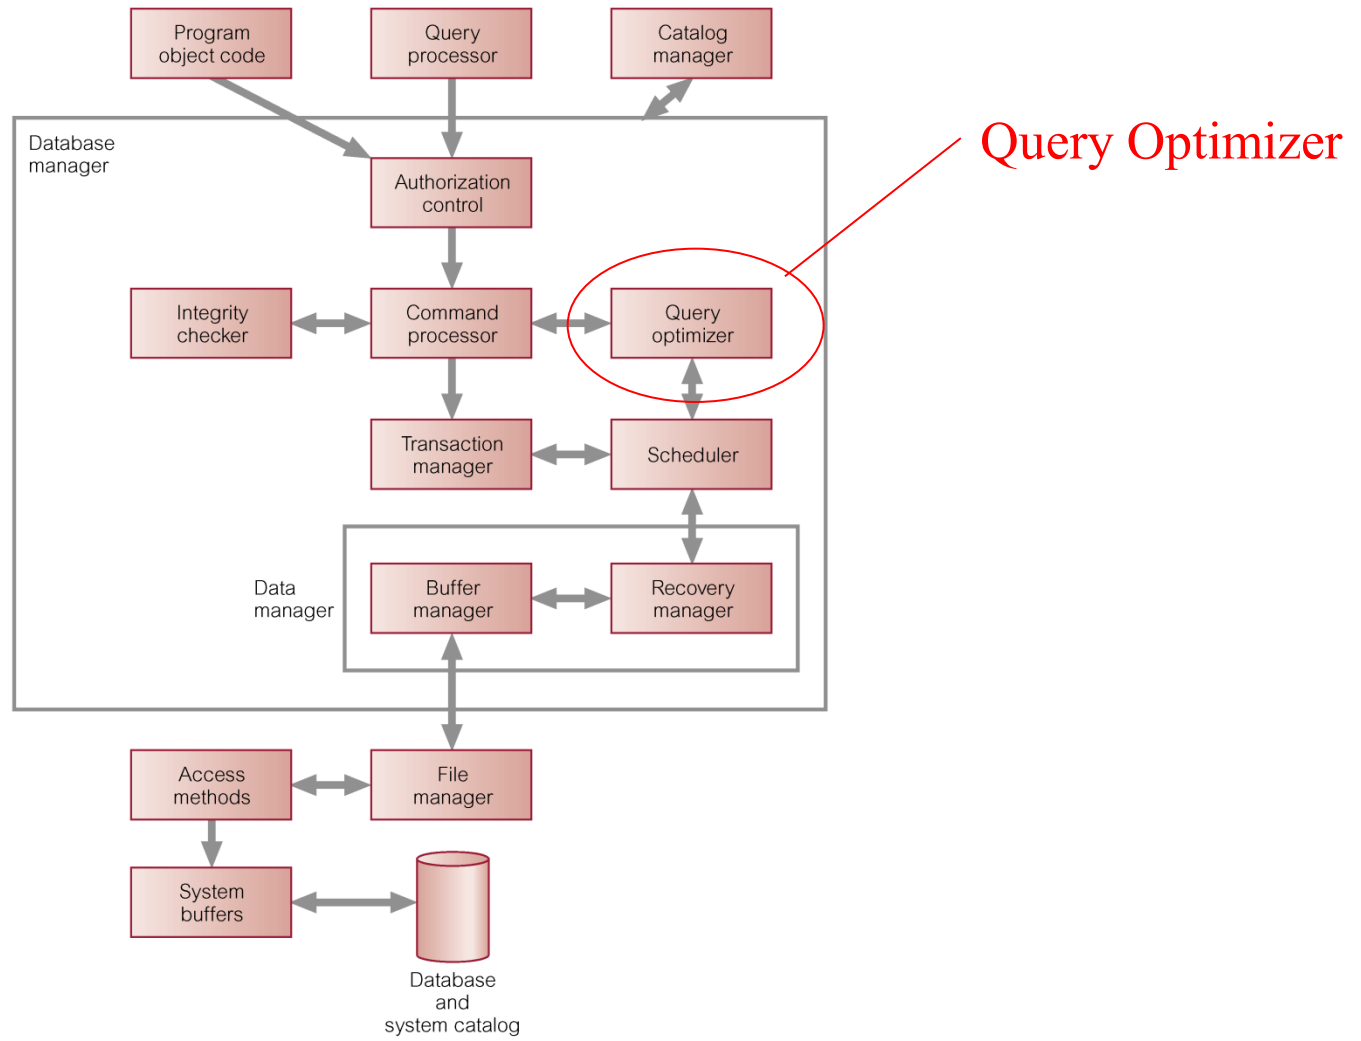 Program
object code
Query
processor
Catalog
manager
Database
manager
Query Optimizer
Authorization
control
Integrity
checker
Command
processor
Query
optimizer
Transaction
manager
Scheduler
Data
manager
Buffer
manager
Recovery
manager
Access
methods
File
manager
System
buffers
Database
and
system catalog